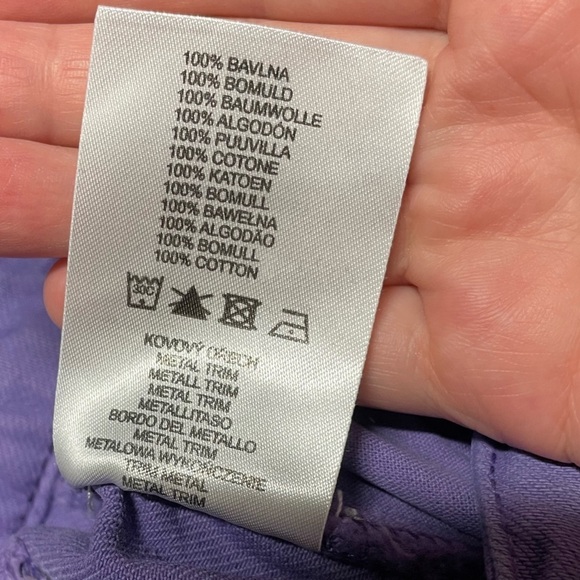 100% BAVLNA
100% BOMULD
100% BAUMWOLLE
100% ALGODÓN
100% PUUVILLA
100% COTONE
100% KATOEN
100% BOMULL
100% BAWEŁNA
100% ALGODÃO
100% BOMULL
100% COTTON
KOVOVÝ OŘECH
METAL TRIM
METALL TRIM
METAL TRIM
METALLITASO
BORDO DEL METALLO
METAL TRIM
METALOWA WYKOŃCZENIE
TRIM METAL
METAL TRIM